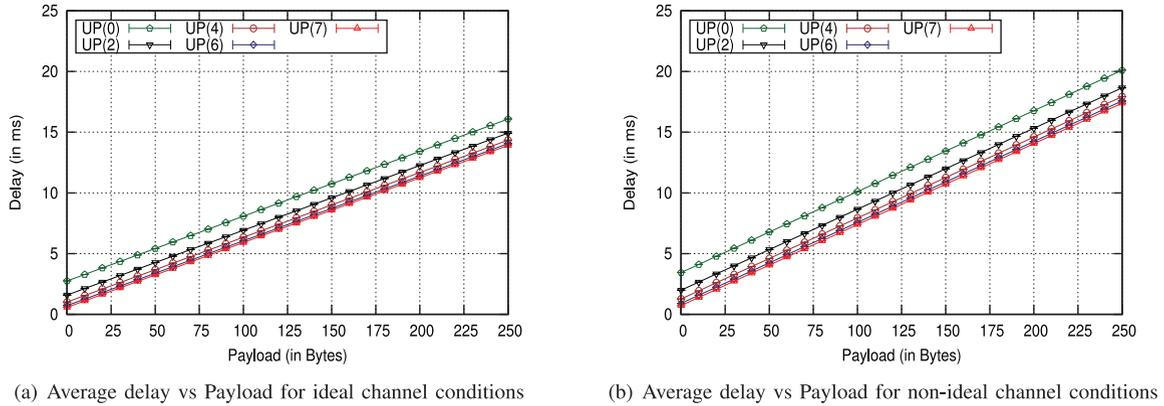 25
20
15
10
5
0
Delay (in ms)
UP(0) UP(4) UP(7)
UP(2) UP(6)
0 25 50 75 100 125 150 175 200 225 250
Payload (in Bytes)
(a) Average delay vs Payload for ideal channel conditions
25
20
15
10
5
0
Delay (in ms)
UP(0) UP(4) UP(7)
UP(2) UP(6)
0 25 50 75 100 125 150 175 200 225 250
Payload (in Bytes)
(b) Average delay vs Payload for non-ideal channel conditions